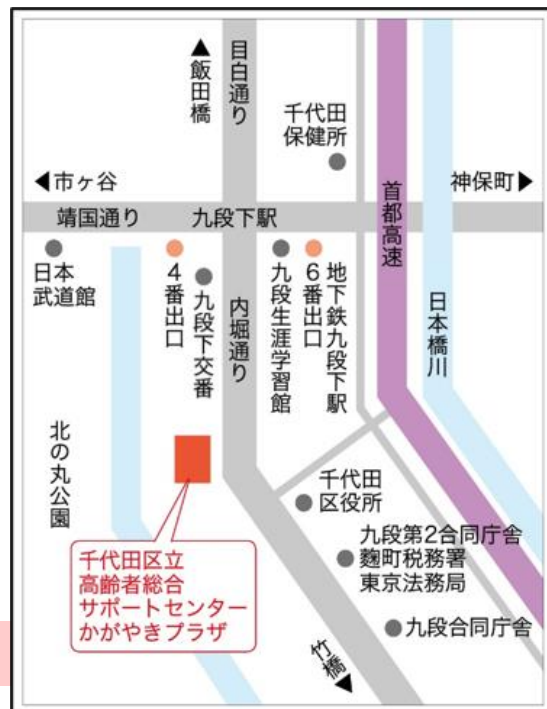 ▲飯田橋
目白通り
千代田
保健所
◀市ヶ谷
神保町▶
首都高速
靖国通り
九段下駅
日本
武道館
4番出口
九段下交番
内堀通り
九段生涯学習館
6番出口
地下鉄九段下駅
日本橋川
北の丸公園
千代田
区役所
千代田区立
高齢者総合
サポートセンター
かがやきプラザ
九段第2合同庁舎
麴町税務署
東京法務局
九段合同庁舎
竹橋▼